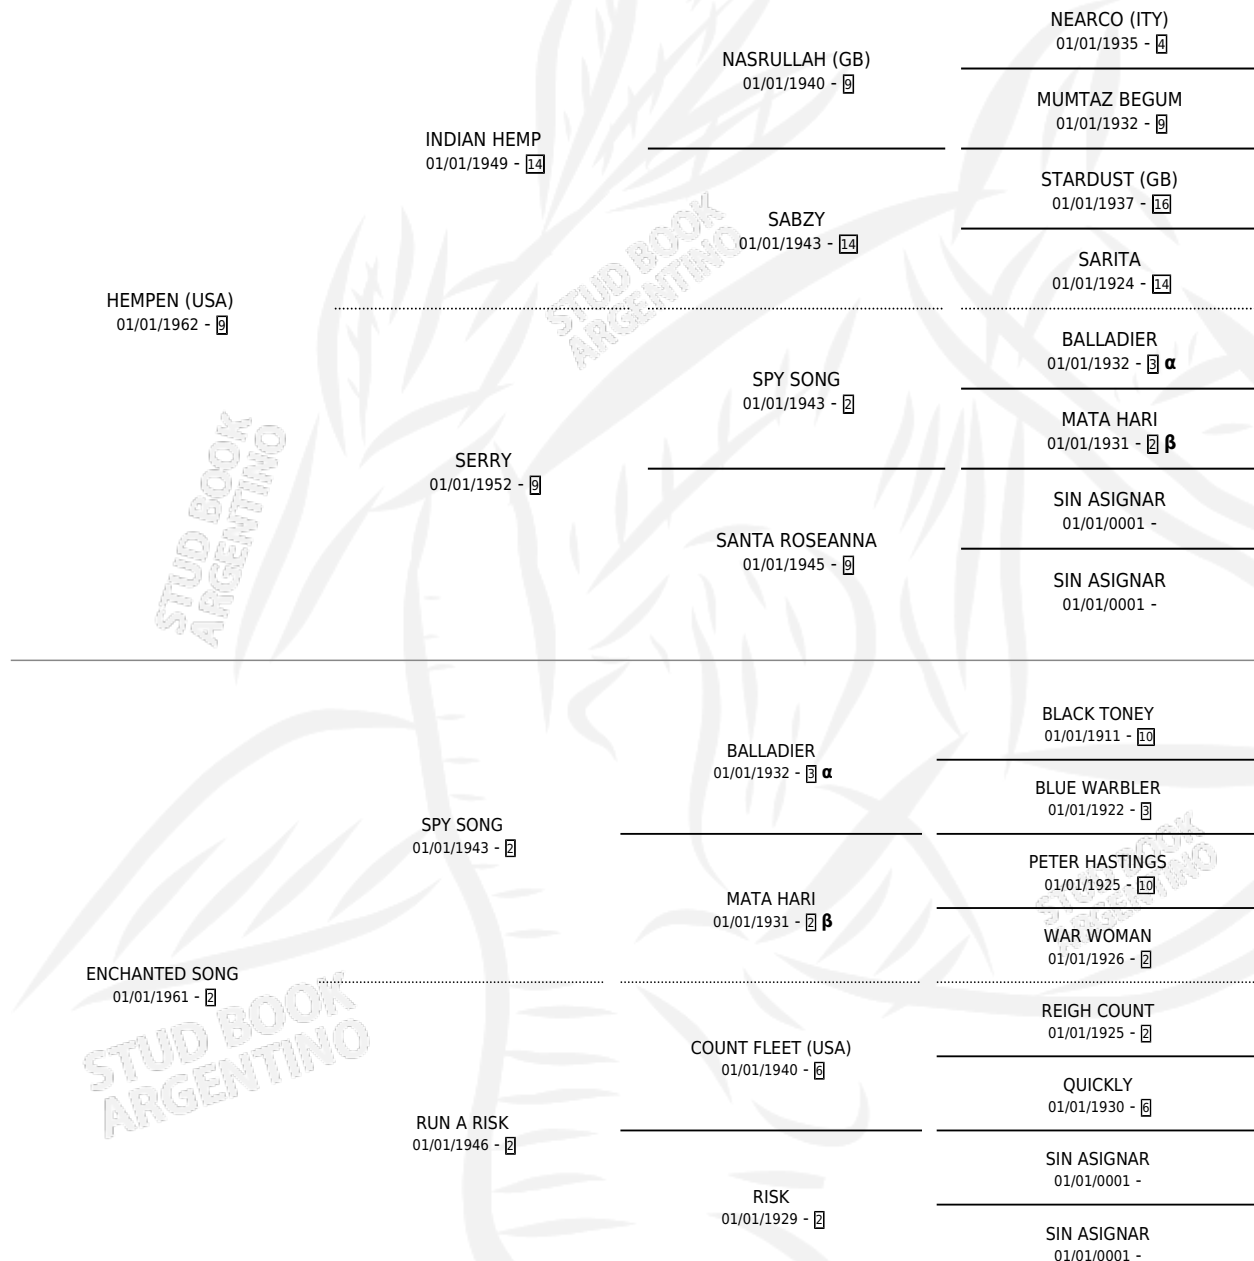 NEARCO (ITY)
01/01/1935 - 4
NASRULLAH (GB)
01/01/1940 - 9
MUMTAZ BEGUM
01/01/1932 - 9
INDIAN HEMP
01/01/1949 - 14
STARDUST (GB)
01/01/1937 - 16
SABZY
01/01/1943 - 14
SARITA
01/01/1924 - 14
HEMPEN (USA)
01/01/1962 - 9
BALLADIER
01/01/1932 - 3 α
SPY SONG
01/01/1943 - 2
MATA HARI
01/01/1931 - 2 β
SERRY
01/01/1952 - 9
SIN ASIGNAR
01/01/0001 -
SANTA ROSEANNA
01/01/1945 - 9
SIN ASIGNAR
01/01/0001 -
BLACK TONEY
01/01/1911 - 10
BALLADIER
01/01/1932 - 3 α
BLUE WARBLER
01/01/1922 - 3
SPY SONG
01/01/1943 - 2
PETER HASTINGS
01/01/1925 - 10
MATA HARI
01/01/1931 - 2 β
WAR WOMAN
01/01/1926 - 2
ENCHANTED SONG
01/01/1961 - 2
REIGH COUNT
01/01/1925 - 2
COUNT FLEET (USA)
01/01/1940 - 6
QUICKLY
01/01/1930 - 6
RUN A RISK
01/01/1946 - 2
SIN ASIGNAR
01/01/0001 -
RISK
01/01/1929 - 2
SIN ASIGNAR
01/01/0001 -
STUD BOOK
ARGENTINO
STUD BOOK
ARGENTINO
STUD BOOK
ARGENTINO
STUD BOOK
ARGENTINO